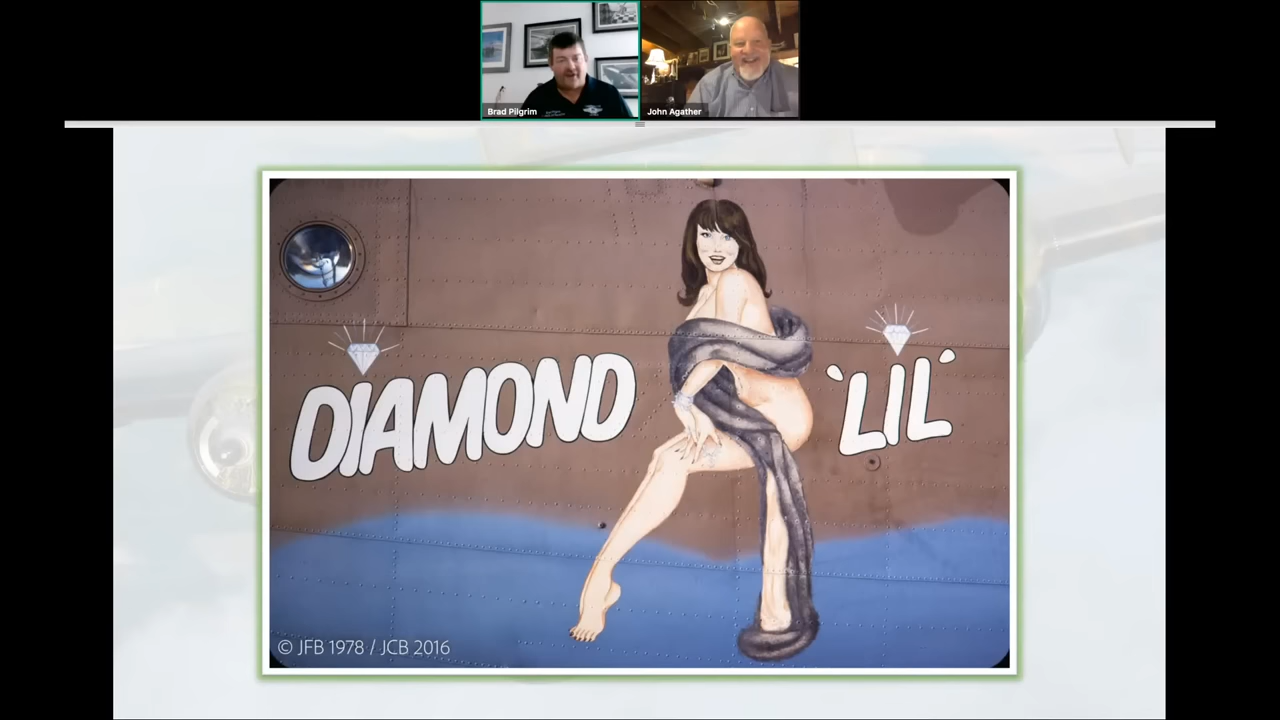 Brad Pilgrim
John Agather
DIAMOND
‘LIL’
© JFB 1978 / JCB 2016